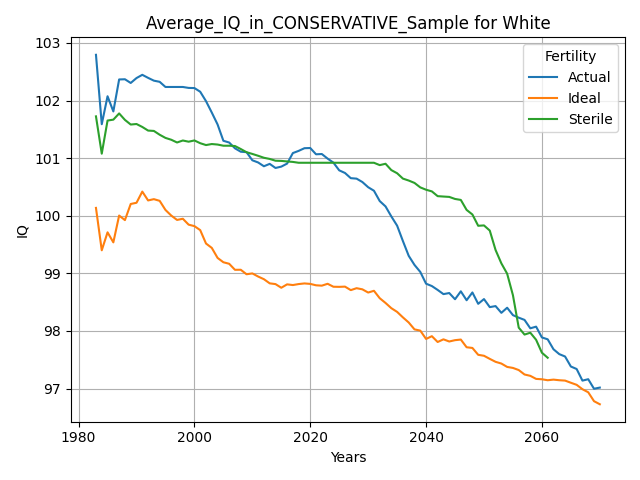 Average_IQ_in_CONSERVATIVE_Sample for White
103
102
101
100
99
98
97
IQ
Fertility
Actual
Ideal
Sterile
1980
2000
2020
2040
2060
Years